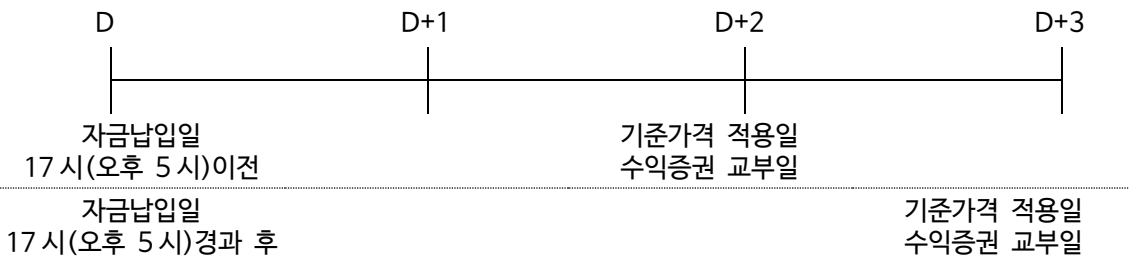 D D+1 D+2 D+3
자금납입일 기준가격 적용일
17시(오후 5시)이전 수익증권 교부일
자금납입일 기준가격 적용일
17시(오후 5시)경과 후 수익증권 교부일